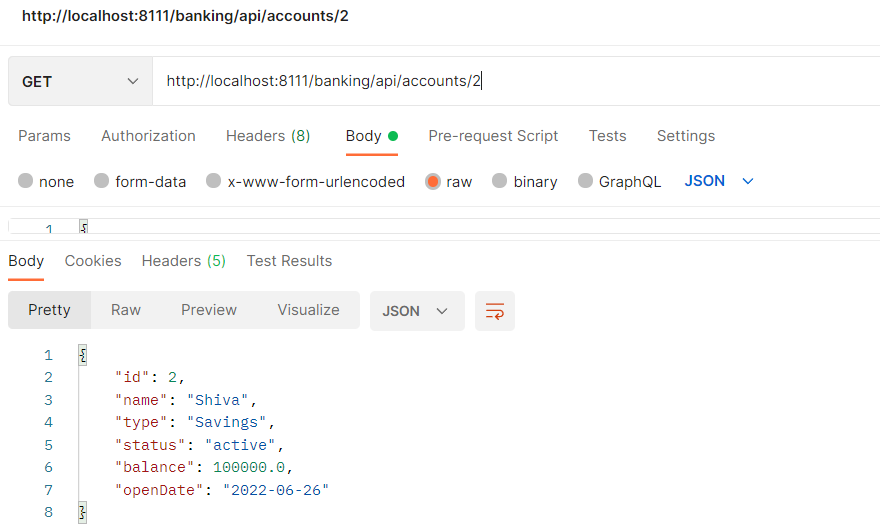 http://localhost:8111/banking/api/accounts/2
GET http://localhost:8111/banking/api/accounts/2
Params Authorization Headers (8) Body Pre-request Script Tests Settings
none form-data x-www-form-urlencoded raw binary GraphQL JSON
1 {
Body Cookies Headers (5) Test Results
Pretty Raw Preview Visualize JSON
1 {
2 "id": 2,
3 "name": "Shiva",
4 "type": "Savings",
5 "status": "active",
6 "balance": 100000.0,
7 "openDate": "2022-06-26"
8 }